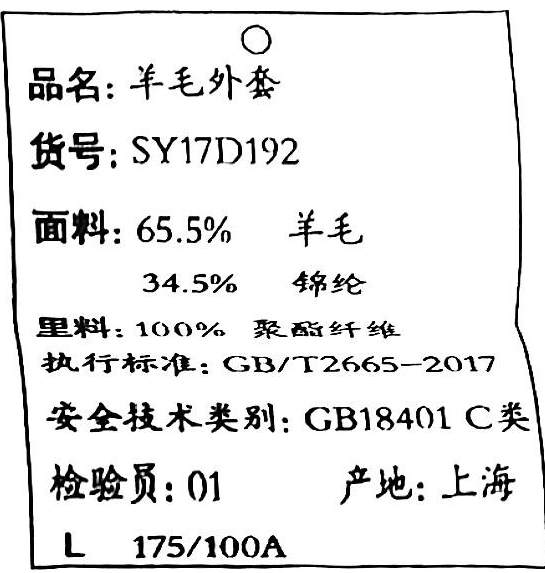 品名: 羊毛外套
货号: SY17D192
面料: 65.5% 羊毛
34.5% 锦纶
里料: 100% 聚酯纤维
执行标准: GB/T2665-2017
安全技术类别: GB18401 C类
检验员: 01 产地: 上海
L 175/100A